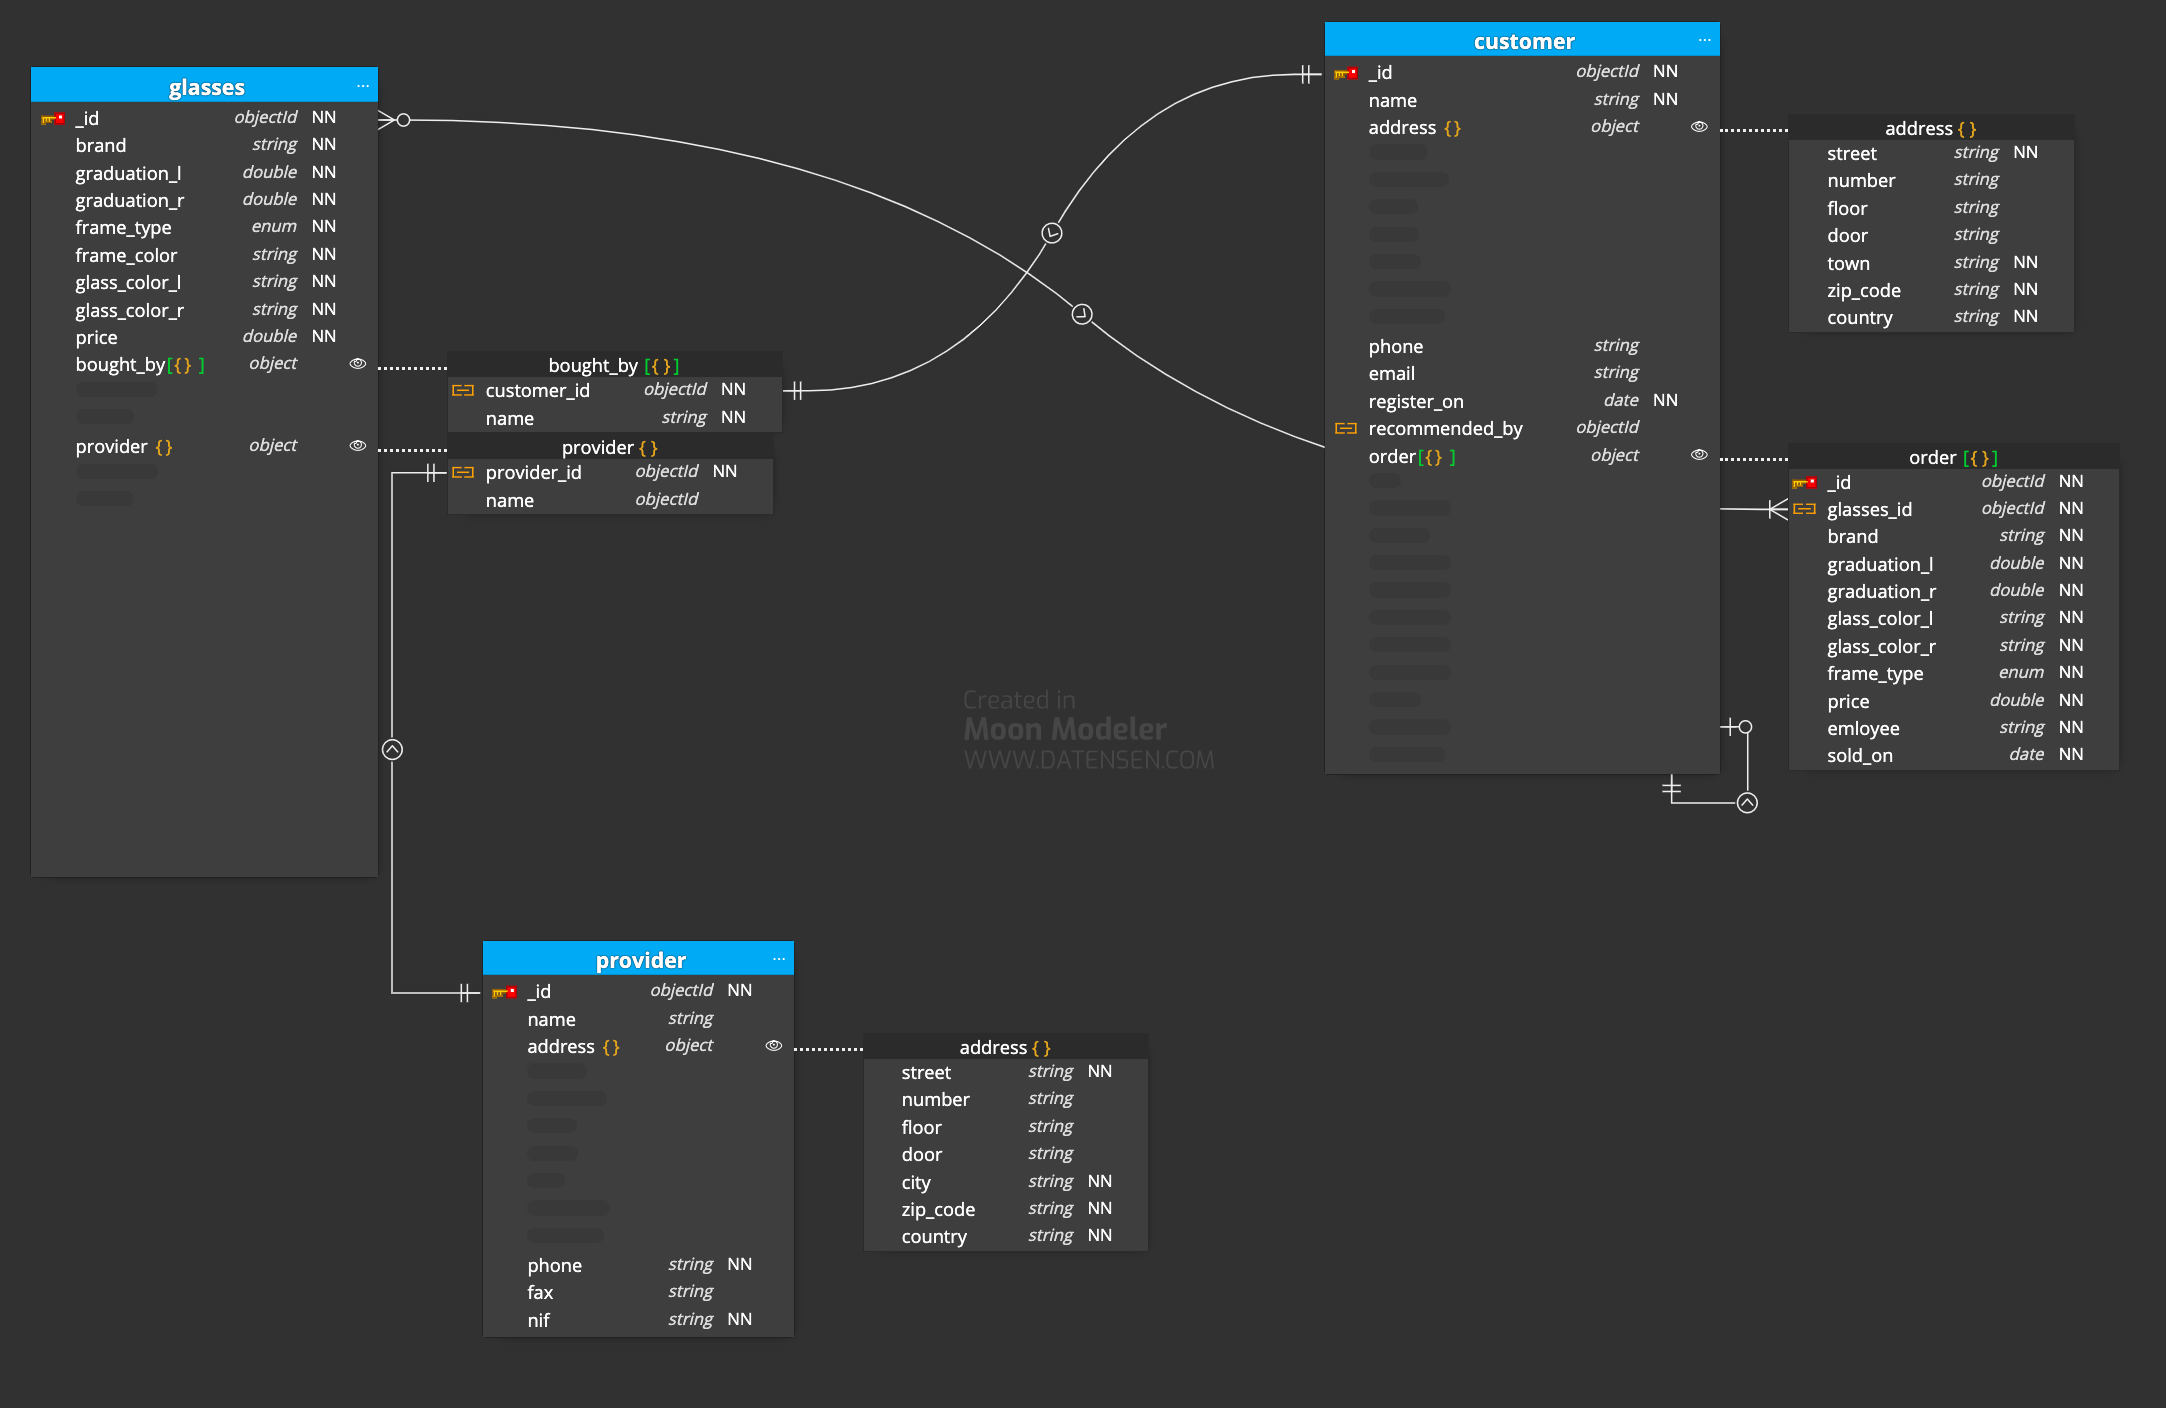 glasses ...
_id objectId NN
brand string NN
graduation_l double NN
graduation_r double NN
frame_type enum NN
frame_color string NN
glass_color_l string NN
glass_color_r string NN
price double NN
bought_by[{} ] object
provider {} object
bought_by [{}]
customer_id objectId NN
name string NN
provider {}
provider_id objectId NN
name objectId
customer ...
_id objectId NN
name string NN
address {} object
phone string
email string
register_on date NN
recommended_by objectId
order[{} ] object
address {}
street string NN
number string
floor string
door string
town string NN
zip_code string NN
country string NN
order [{}]
_id objectId NN
glasses_id objectId NN
brand string NN
graduation_l double NN
graduation_r double NN
glass_color_l string NN
glass_color_r string NN
frame_type enum NN
price double NN
emloyee string NN
sold_on date NN
Created in
Moon Modeler
WWW.DATENSEN.COM
provider ...
_id objectId NN
name string
address {} object
phone string NN
fax string
nif string NN
address {}
street string NN
number string
floor string
door string
city string NN
zip_code string NN
country string NN